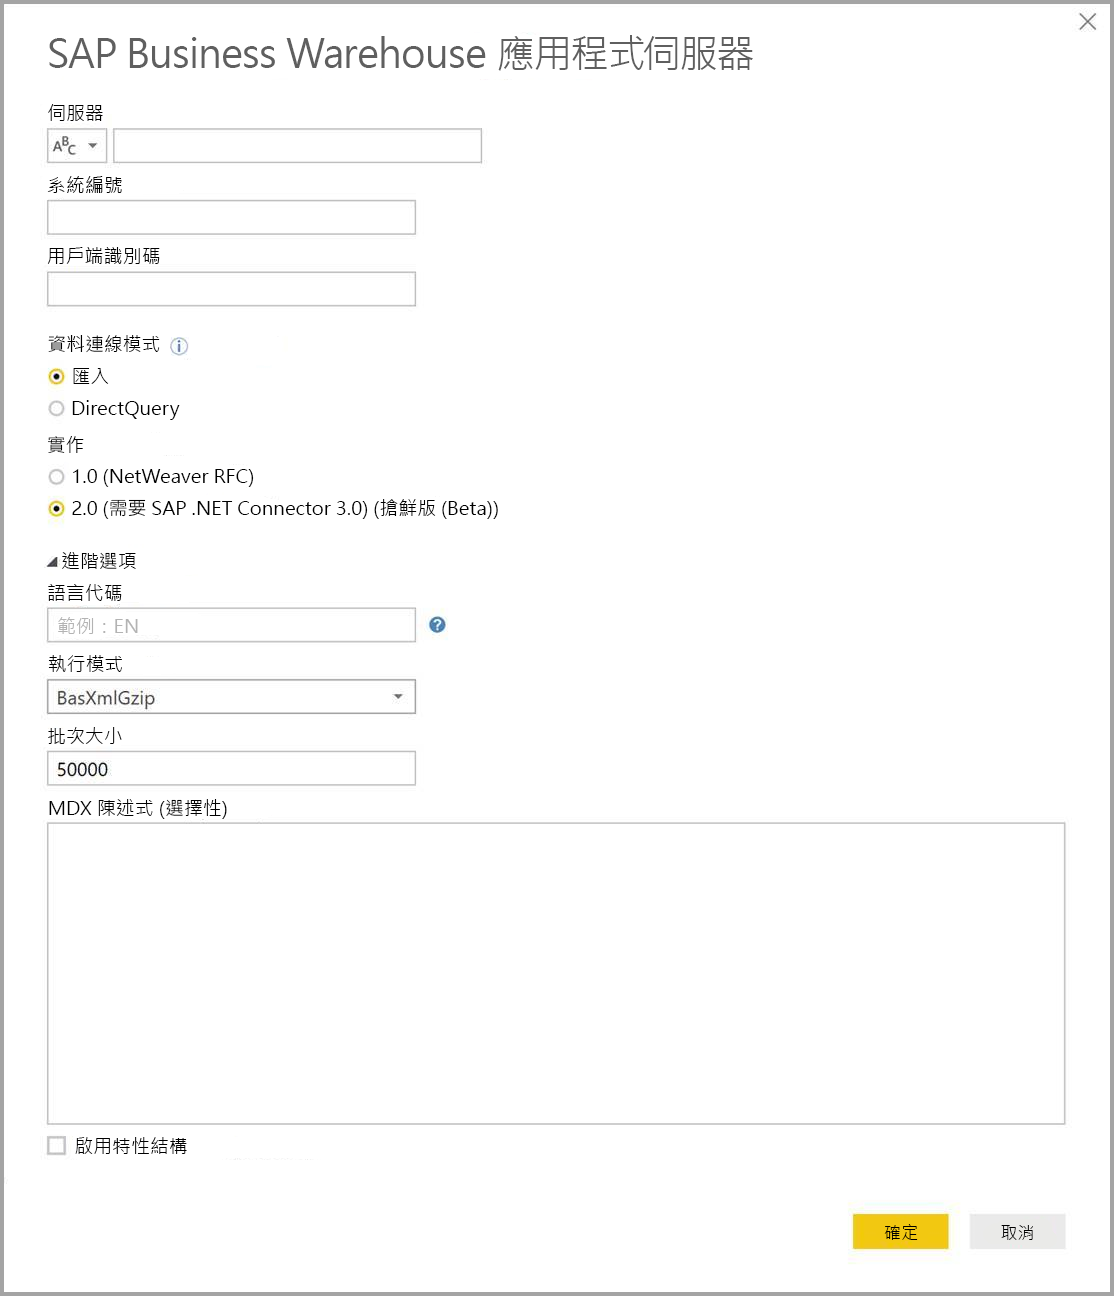 SAP Business Warehouse 應用程式伺服器
伺服器
ABC
系統編號
用戶端識別碼
資料連線模式
匯入
DirectQuery
實作
1.0 (NetWeaver RFC)
2.0 (需要 SAP .NET Connector 3.0) (搶鮮版 (Beta))
進階選項
語言代碼
範例：EN
執行模式
BasXmlGzip
批次大小
50000
MDX 陳述式 (選擇性)
啟用特性結構
確定 取消